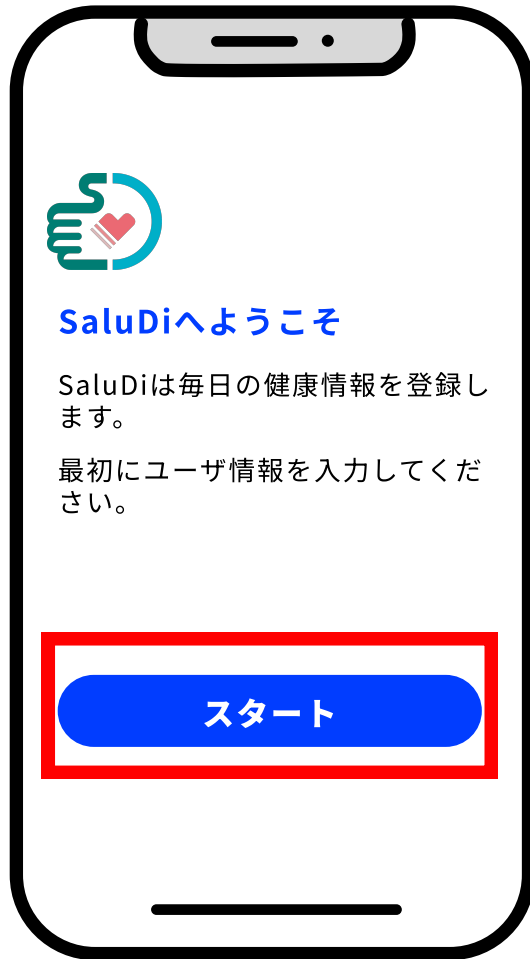 SaluDiへようこそ
SaluDiは毎日の健康情報を登録し
ます。
最初にユーザ情報を入力してくだ
さい。
スタート